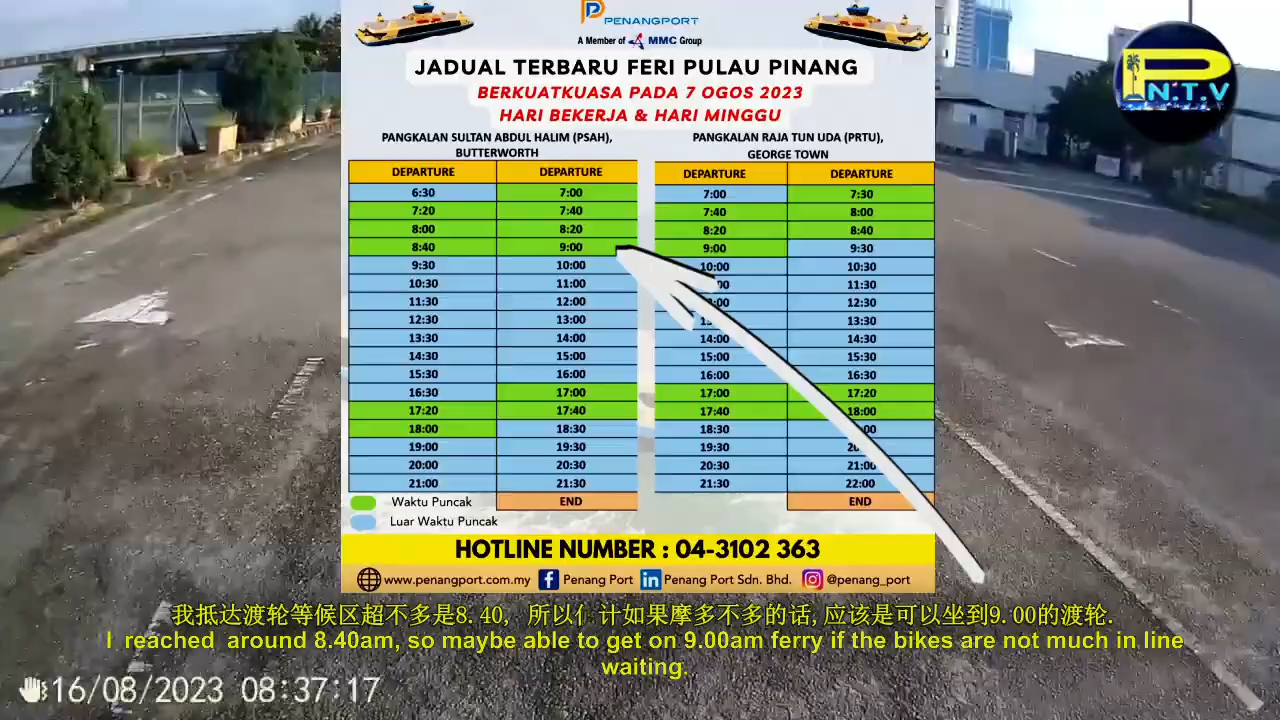 PENANGPORT
A Member of MMC Group
PNTV
JADUAL TERBARU FERI PULAU PINANG
BERKUATKUASA PADA 7 OGOS 2023
HARI BEKERJA & HARI MINGGU
PANGKALAN SULTAN ABDUL HALIM (PSAH),
BUTTERWORTH
DEPARTURE DEPARTURE
6:30 7:00
7:20 7:40
8:00 8:20
8:40 9:00
9:30 10:00
10:30 11:00
11:30 12:00
12:30 13:00
13:30 14:00
14:30 15:00
15:30 16:00
16:30 17:00
17:20 17:40
18:00 18:30
19:00 19:30
20:00 20:30
21:00 21:30
END
PANGKALAN RAJA TUN UDA (PRTU),
GEORGE TOWN
DEPARTURE DEPARTURE
7:00 7:30
7:40 8:00
8:20 8:40
9:00 9:30
10:00 10:30
11:30
12:30
13:30
14:00 14:30
15:00 15:30
16:00 16:30
17:00 17:20
17:40 18:00
18:30
19:30
20:30 21:00
21:30 22:00
END
Waktu Puncak
Luar Waktu Puncak
HOTLINE NUMBER : 04-3102 363
www.penangport.com.my Penang Port Penang Port Sdn. Bhd. @penang_port
我抵达渡轮等候区超不多是8.40, 所以计如果摩多不多的话,应该是可以坐到9.00的渡轮.
I reached around 8.40am, so maybe able to get on 9.00am ferry if the bikes are not much in line
waiting.
16/08/2023 08:37:17